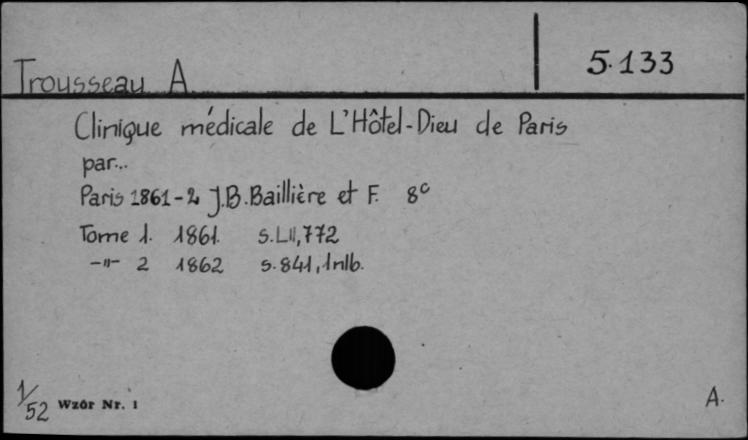 Trousseau A.
5.133
Clinique médicale de L'Hôtel-Dieu de Paris
par...
Paris 1861-2 J.B.Baillière et F. 8°
Tome 1. 1861. s.LII,772
-"- 2 1862 s.841,1nlb.
1/52 Wzór Nr. 1
A.